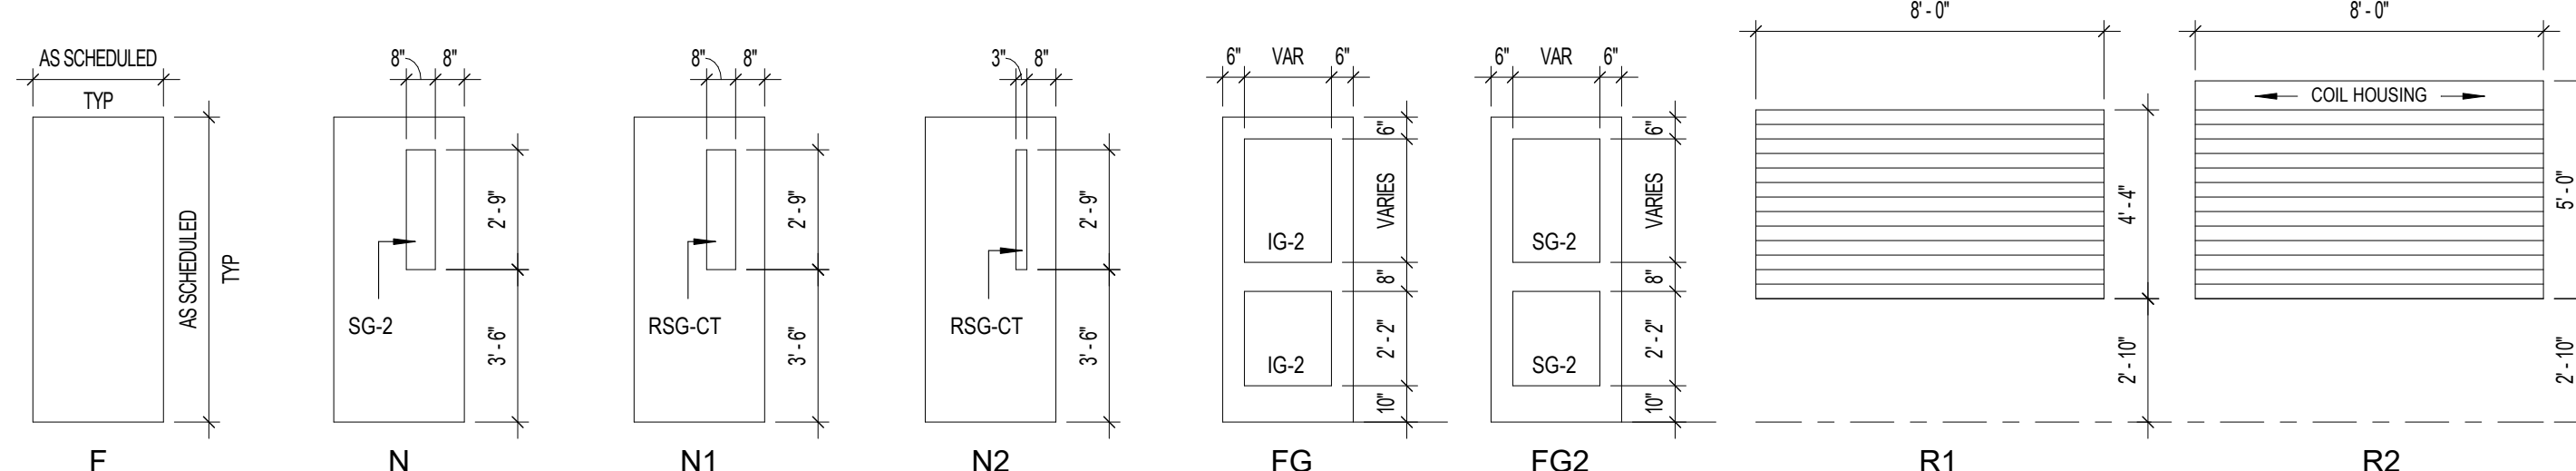 AS SCHEDULED
TYP
AS SCHEDULED
TYP
F
8" 8"
2' - 9"
3' - 6"
SG-2
N
8" 8"
2' - 9"
3' - 6"
RSG-CT
N1
3" 8"
2' - 9"
3' - 6"
RSG-CT
N2
6" VAR 6"
6"
VARIES
8"
2' - 2"
10"
IG-2
IG-2
FG
6" VAR 6"
6"
VARIES
8"
2' - 2"
10"
SG-2
SG-2
FG2
8' - 0"
4' - 4"
2' - 10"
R1
8' - 0"
COIL HOUSING
5' - 0"
2' - 10"
R2